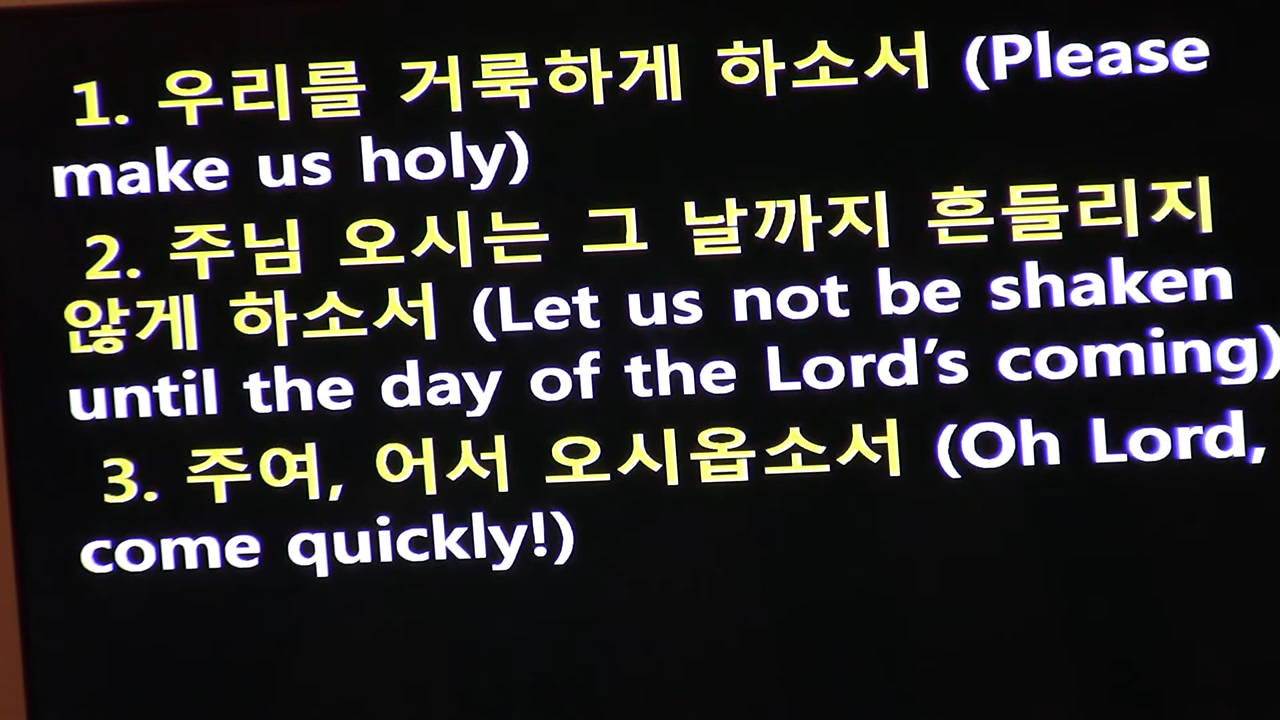 1. 우리를 거룩하게 하소서 (Please
make us holy)
2. 주님 오시는 그 날까지 흔들리지
않게 하소서 (Let us not be shaken
until the day of the Lord’s coming)
3. 주여, 어서 오시옵소서 (Oh Lord,
come quickly!)